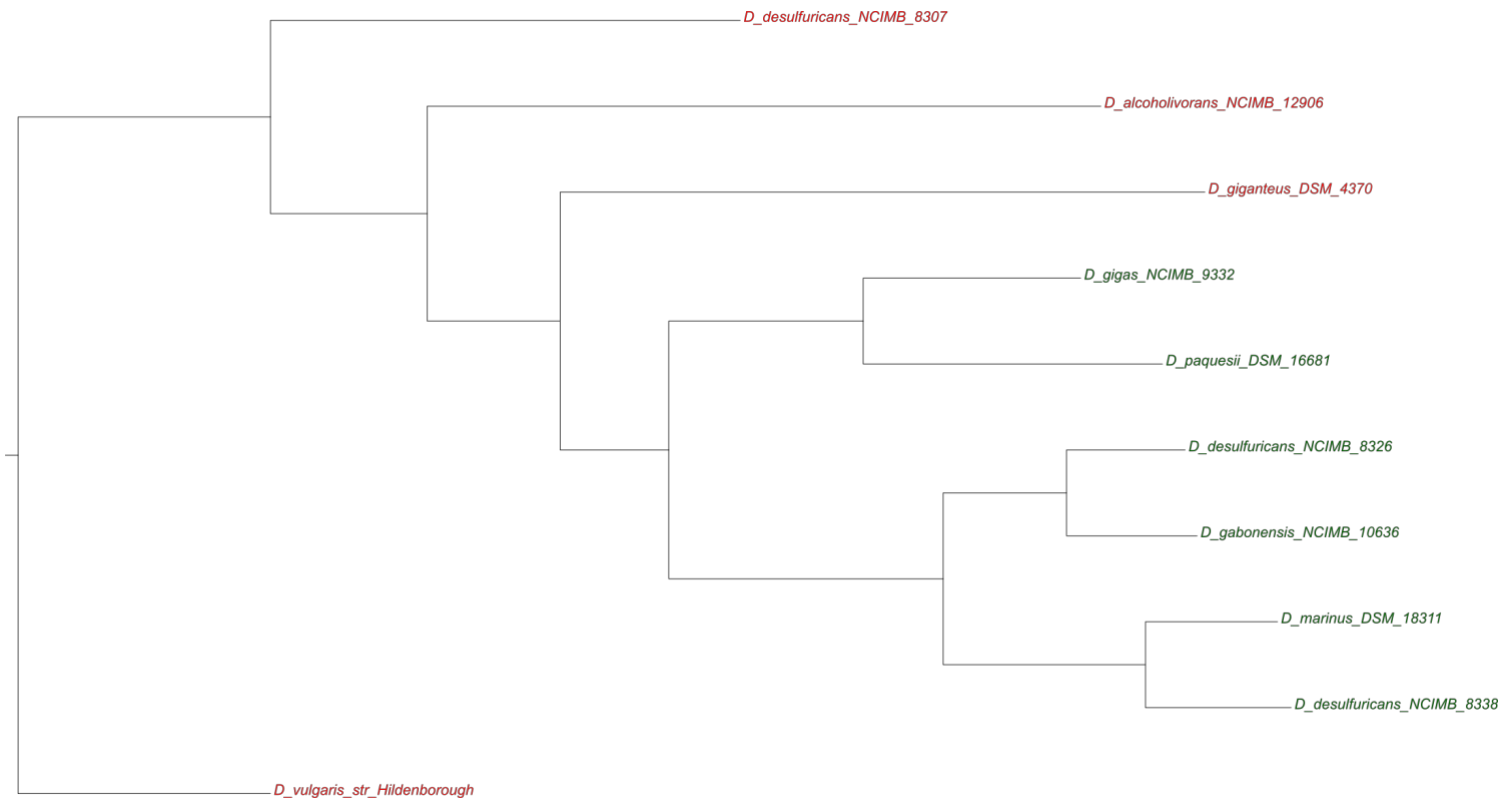 D_desulfuricans_NCIMB_8307
D_alcoholivorans_NCIMB_12906
D_giganteus_DSM_4370
D_gigas_NCIMB_9332
D_paquesii_DSM_16681
D_desulfuricans_NCIMB_8326
D_gabonensis_NCIMB_10636
D_marinus_DSM_18311
D_desulfuricans_NCIMB_8338
D_vulgaris_str_Hildenborough